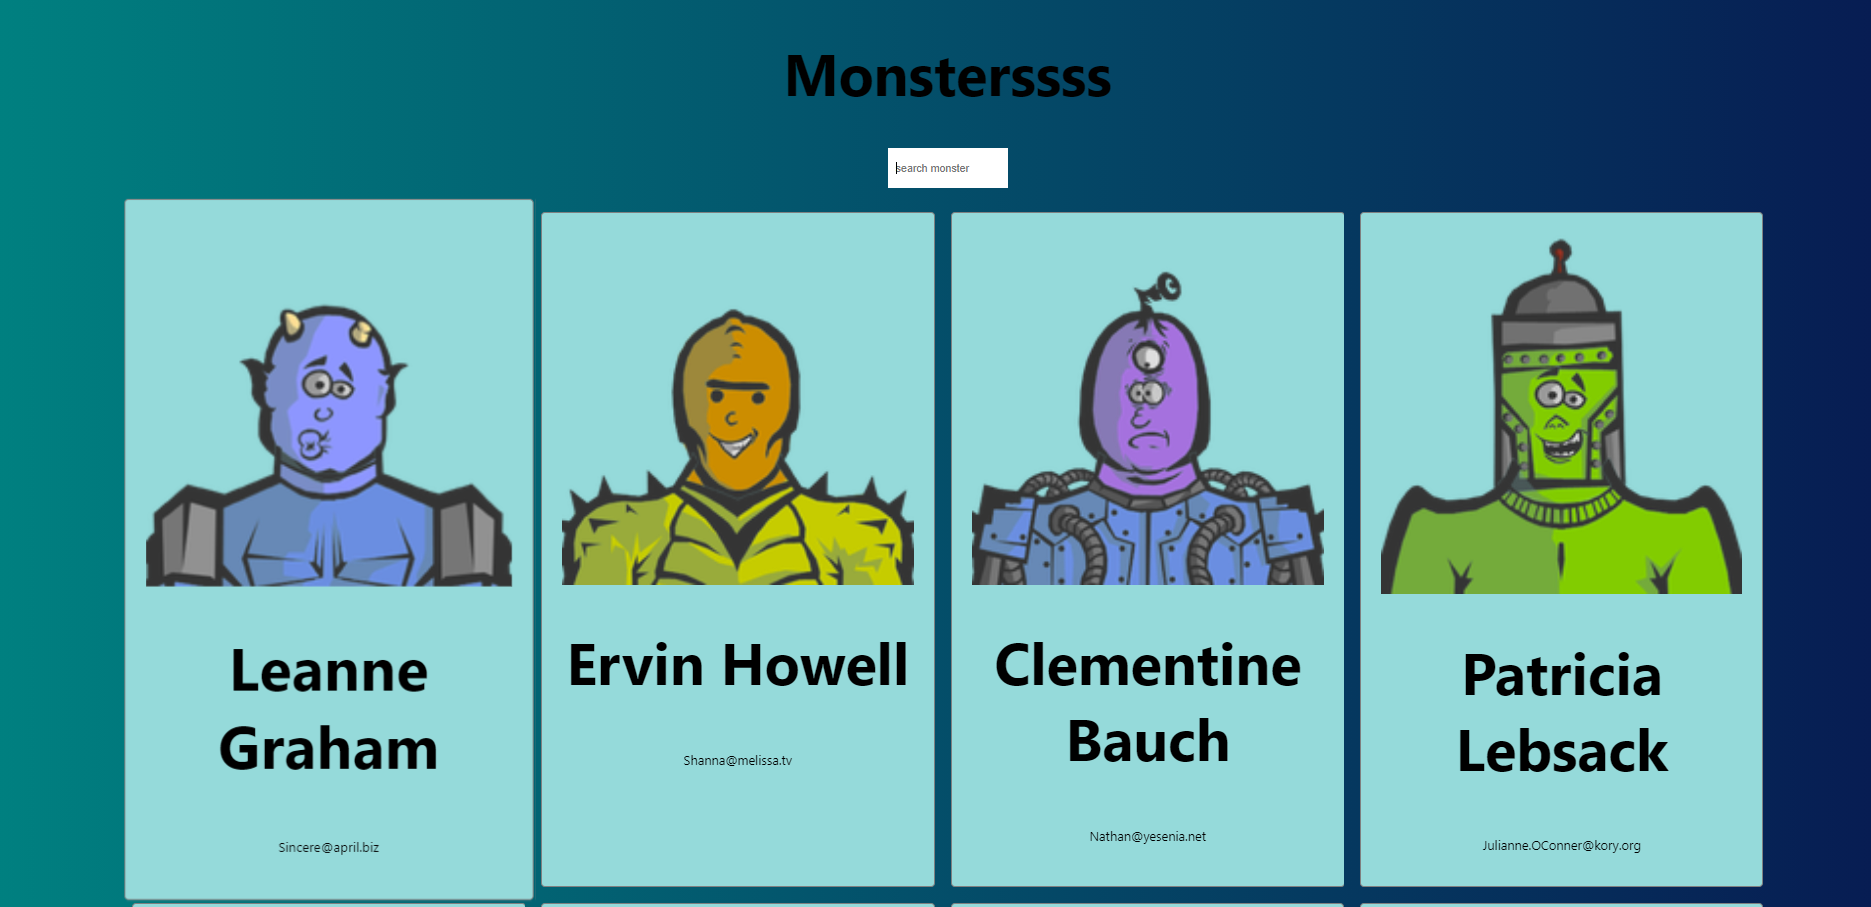 Monsterssss
search monster
Leanne
Graham
Sincere@april.biz
Ervin Howell
Shanna@melissa.tv
Clementine
Bauch
Nathan@yesenia.net
Patricia
Lebsack
Julianne.OConner@kory.org